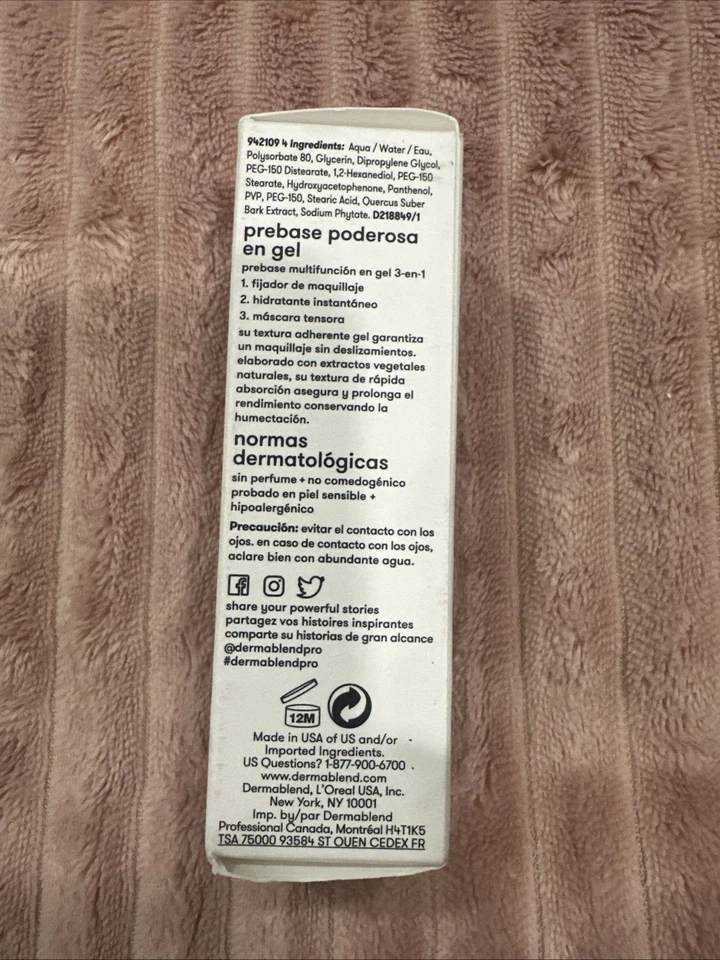 942109 4 Ingredients: Aqua / Water / Eau,
Polysorbate 80, Glycerin, Dipropylene Glycol,
PEG-150 Distearate, 1,2-Hexanediol, PEG-150
Stearate, Hydroxyacetophenone, Panthenol,
PVP, PEG-150, Stearic Acid, Quercus Suber
Bark Extract, Sodium Phytate. D218849/1
prebase poderosa
en gel
prebase multifunción en gel 3-en-1
1. fijador de maquillaje
2. hidratante instantáneo
3. máscara tensora
su textura adherente gel garantiza
un maquillaje sin deslizamientos.
elaborado con extractos vegetales
naturales, su textura de rápida
absorción asegura y prolonga el
rendimiento conservando la
humectación.
normas
dermatológicas
sin perfume + no comedogénico
probado en piel sensible +
hipoalergénico
Precaución: evitar el contacto con los
ojos. en caso de contacto con los ojos,
aclare bien con abundante agua.
share your powerful stories
partagez vos histoires inspirantes
comparte su historias de gran alcance
@dermablendpro
#dermablendpro
12M
Made in USA of US and/or
Imported Ingredients.
US Questions? 1-877-900-6700
www.dermablend.com
Dermablend, L'Oreal USA, Inc.
New York, NY 10001
Imp. by/par Dermablend
Professional Canada, Montréal H4T1K5
TSA 75000 93584 ST OUEN CEDEX FR